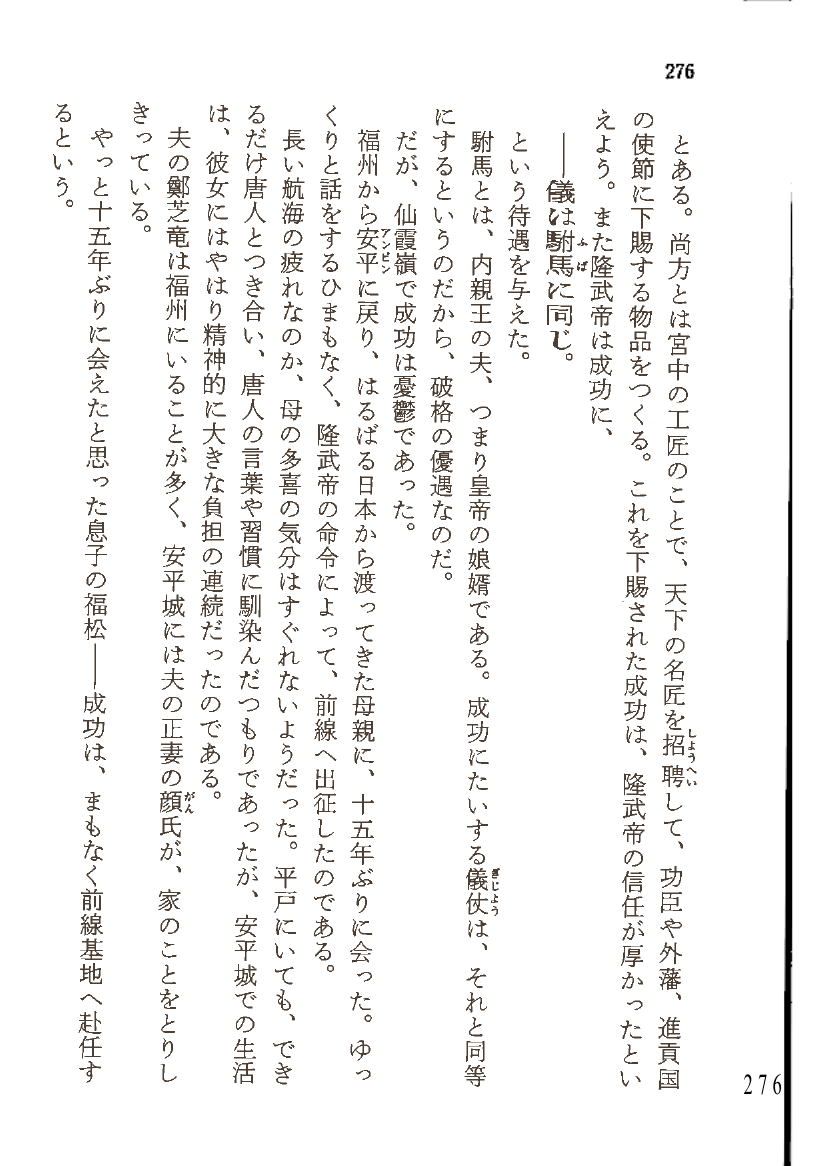 276
とある。尚方とは宮中の工匠のことで、天下の名匠を招聘して、功臣や外藩、進貢国
の使節に下賜する物品をつくる。これを下賜された成功は、隆武帝の信任が厚かったとい
えよう。また隆武帝は成功に、
――儀は駙馬に同じ。
という待遇を与えた。
駙馬とは、内親王の夫、つまり皇帝の娘婿である。成功にたいする儀仗は、それと同等
にするというのだから、破格の優遇なのだ。
だが、仙霞嶺で成功は憂鬱であった。
福州から安平に戻り、はるばる日本から渡ってきた母親に、十五年ぶりに会った。ゆっ
くりと話をするひまもなく、隆武帝の命令によって、前線へ出征したのである。
長い航海の疲れなのか、母の多喜の気分はすぐれないようだった。平戸にいても、でき
るだけ唐人とつき合い、唐人の言葉や習慣に馴染んだつもりであったが、安平城での生活
は、彼女にはやはり精神的に大きな負担の連続だったのである。
夫の鄭芝竜は福州にいることが多く、安平城には夫の正妻の顔氏が、家のことをとりし
きっている。
やっと十五年ぶりに会えたと思った息子の福松――成功は、まもなく前線基地へ赴任す
るという。
276